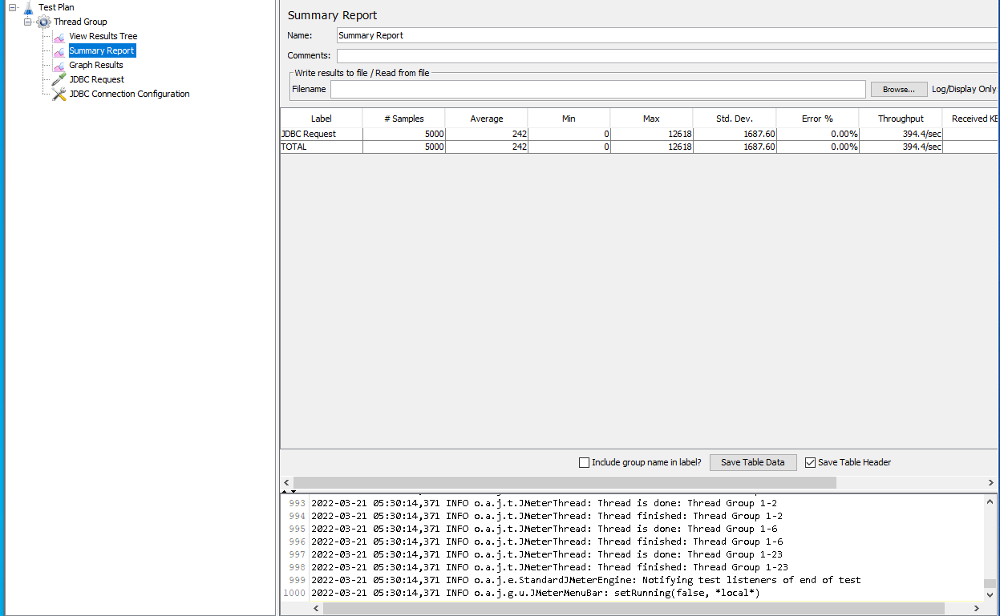 Test Plan
Thread Group
View Results Tree
Summary Report
Graph Results
JDBC Request
JDBC Connection Configuration
Summary Report
Name: Summary Report
Comments:
Write results to file / Read from file
Filename Browse... Log/Display Only
Label # Samples Average Min Max Std. Dev. Error % Throughput Received KB
JDBC Request 5000 242 0 12618 1687.60 0.00% 394.4/sec
TOTAL 5000 242 0 12618 1687.60 0.00% 394.4/sec
Include group name in label? Save Table Data Save Table Header
993 2022-03-21 05:30:14,371 INFO o.a.j.t.JMeterThread: Thread is done: Thread Group 1-2
994 2022-03-21 05:30:14,371 INFO o.a.j.t.JMeterThread: Thread finished: Thread Group 1-2
995 2022-03-21 05:30:14,371 INFO o.a.j.t.JMeterThread: Thread is done: Thread Group 1-6
996 2022-03-21 05:30:14,371 INFO o.a.j.t.JMeterThread: Thread finished: Thread Group 1-6
997 2022-03-21 05:30:14,371 INFO o.a.j.t.JMeterThread: Thread is done: Thread Group 1-23
998 2022-03-21 05:30:14,371 INFO o.a.j.t.JMeterThread: Thread finished: Thread Group 1-23
999 2022-03-21 05:30:14,371 INFO o.a.j.e.StandardJMeterEngine: Notifying test listeners of end of test
1000 2022-03-21 05:30:14,371 INFO o.a.j.g.u.JMeterMenuBar: setRunning(false, *local*)